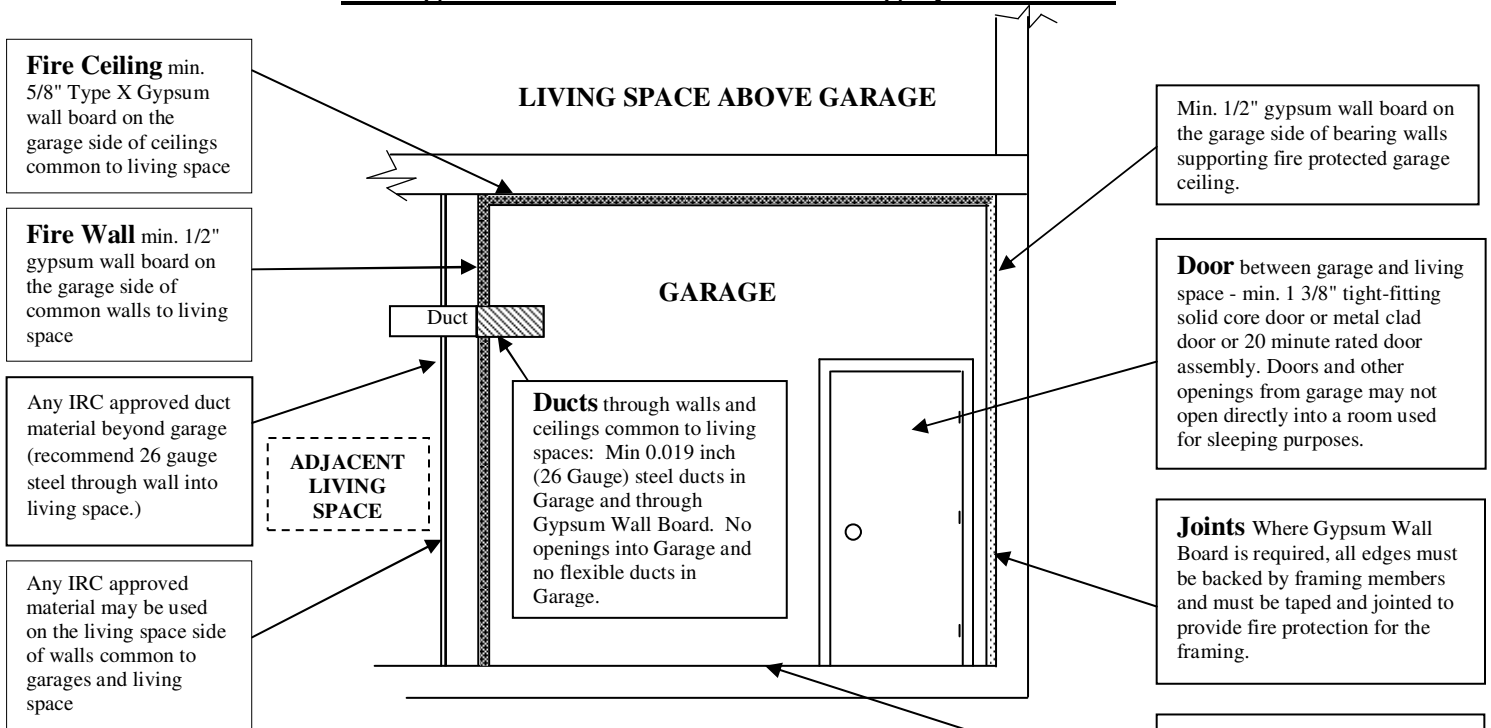 Fire Ceiling min.
5/8" Type X Gypsum
wall board on the
garage side of ceilings
common to living space
Fire Wall min. 1/2"
gypsum wall board on
the garage side of
common walls to living
space
Any IRC approved duct
material beyond garage
(recommend 26 gauge
steel through wall into
living space.)
Any IRC approved
material may be used
on the living space side
of walls common to
garages and living
space
LIVING SPACE ABOVE GARAGE
GARAGE
Duct
ADJACENT
LIVING
SPACE
Ducts through walls and
ceilings common to living
spaces: Min 0.019 inch
(26 Gauge) steel ducts in
Garage and through
Gypsum Wall Board. No
openings into Garage and
no flexible ducts in
Garage.
Min. 1/2" gypsum wall board on
the garage side of bearing walls
supporting fire protected garage
ceiling.
Door between garage and living
space - min. 1 3/8" tight-fitting
solid core door or metal clad
door or 20 minute rated door
assembly. Doors and other
openings from garage may not
open directly into a room used
for sleeping purposes.
Joints Where Gypsum Wall
Board is required, all edges must
be backed by framing members
and must be taped and jointed to
provide fire protection for the
framing.